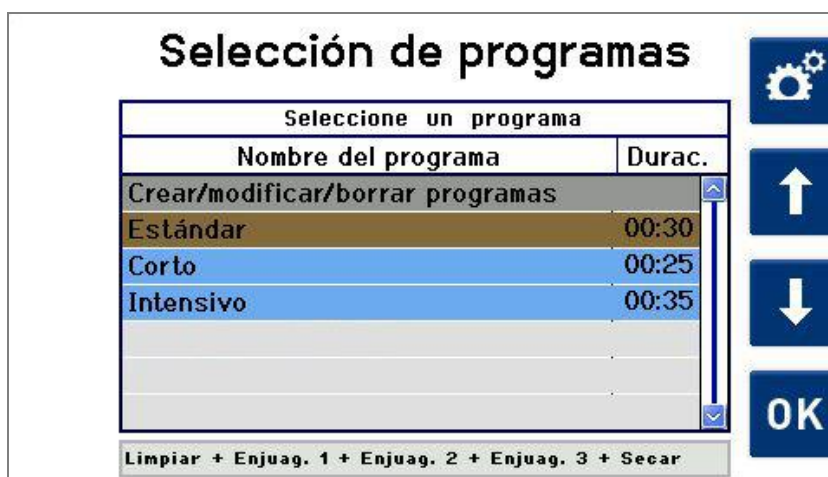 Selección de programas
Seleccione un programa
Nombre del programa Durac.
Crear/modificar/borrar programas
Estándar 00:30
Corto 00:25
Intensivo 00:35
OK
Limpiar + Enjuag. 1 + Enjuag. 2 + Enjuag. 3 + Secar